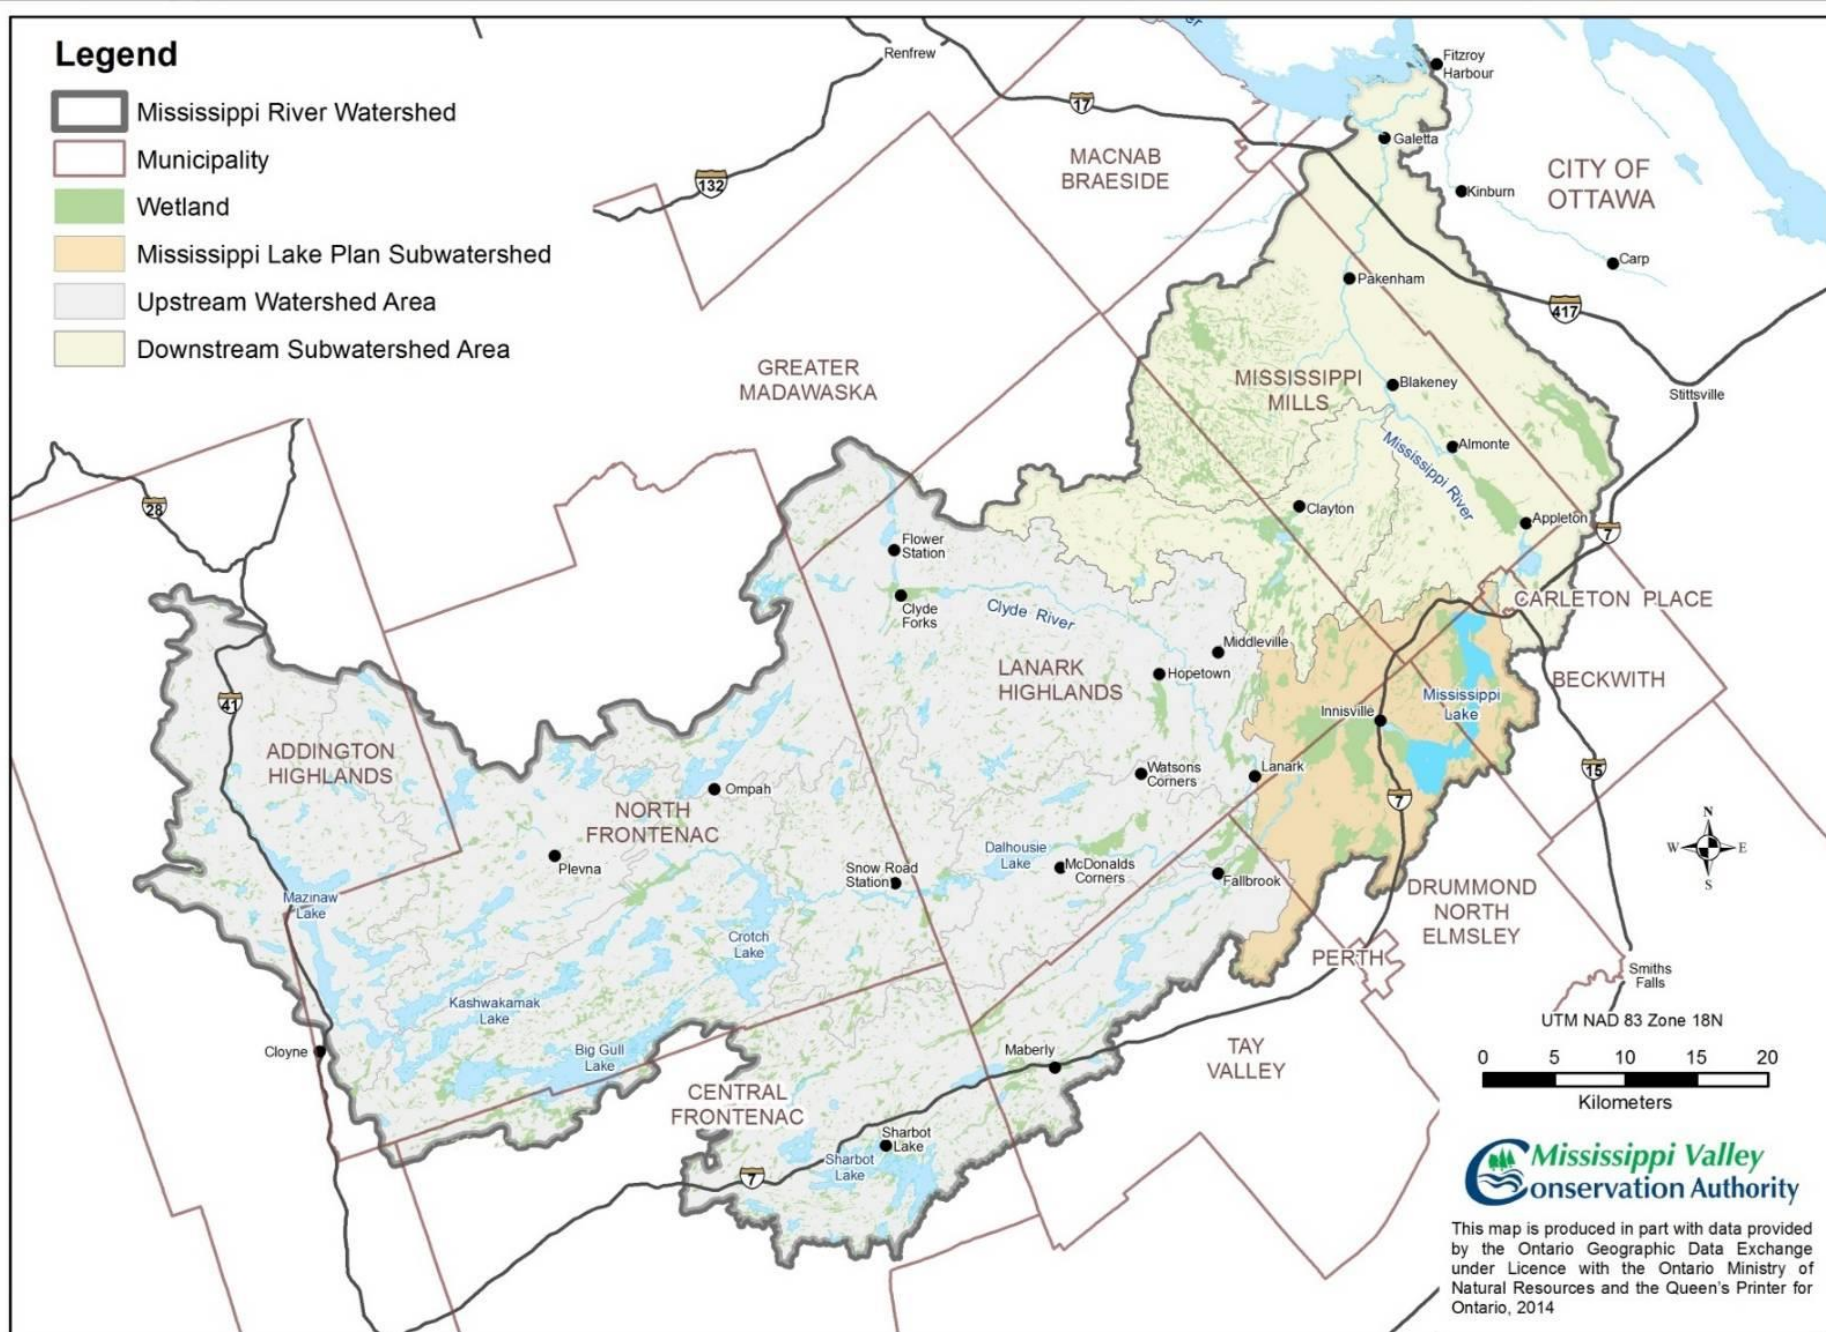 Legend
Mississippi River Watershed
Municipality
Wetland
Mississippi Lake Plan Subwatershed
Upstream Watershed Area
Downstream Subwatershed Area
Renfrew
17
132
Fitzroy
Harbour
Galetta
MACNAB
BRAESIDE
CITY OF
OTTAWA
Kinburn
Carp
Pakenham
417
GREATER
MADAWASKA
MISSISSIPPI
MILLS
Blakeney
Stittsville
Almonte
Mississippi River
28
Clayton
Appleton
7
Flower
Station
Clyde
Forks
Clyde River
CARLETON PLACE
Middleville
LANARK
HIGHLANDS
Hopetown
BECKWITH
41
Mississippi
Lake
Innisville
ADDINGTON
HIGHLANDS
Watsons
Corners
Lanark
15
7
Ompah
NORTH
FRONTENAC
N
W E
S
Plevna
Snow Road
Station
Dalhousie
Lake
McDonalds
Corners
Fallbrook
DRUMMOND
NORTH
ELMSLEY
Mazinaw
Lake
Crotch
Lake
PERTH
Smiths
Falls
Kashwakamak
Lake
UTM NAD 83 Zone 18N
Cloyne
Big Gull
Lake
Maberly
TAY
VALLEY
0 5 10 15 20
Kilometers
CENTRAL
FRONTENAC
Sharbot
Lake
Sharbot
Lake
7
Mississippi Valley
Conservation Authority
This map is produced in part with data provided
by the Ontario Geographic Data Exchange
under Licence with the Ontario Ministry of
Natural Resources and the Queen's Printer for
Ontario, 2014